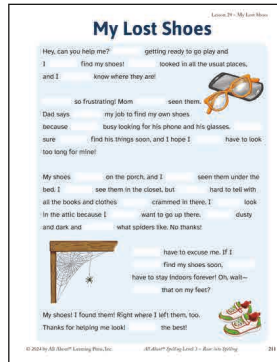 Lesson 29 – My Lost Shoes
My Lost Shoes
Hey, can you help me? getting ready to go play and
I find my shoes! looked in all the usual places,
and I know where they are!
so frustrating! Mom seen them.
Dad says my job to find my own shoes
because busy looking for his phone and his glasses.
sure find his things soon, and I hope I have to look
too long for mine!
My shoes on the porch, and I seen them under the
bed. I see them in the closet, but hard to tell with
all the books and clothes crammed in there. I look
in the attic because I want to go up there. dusty
and dark and what spiders like. No thanks!
have to excuse me. If I
find my shoes soon,
have to stay indoors forever! Oh, wait—
that on my feet?
My shoes! I found them! Right where I left them, too.
Thanks for helping me look! the best!
© 2024 by All About® Learning Press, Inc.
All About® Spelling Level 3 – Base-into-Spelling
211